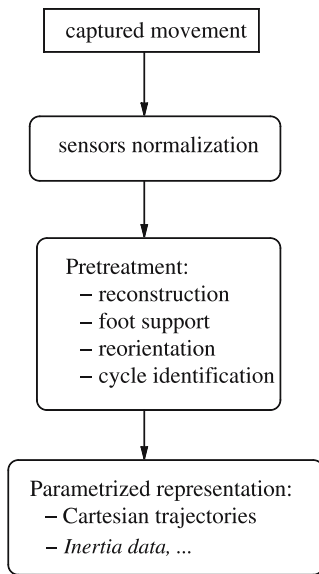 captured movement
sensors normalization
Pretreatment:
– reconstruction
– foot support
– reorientation
– cycle identification
Parametrized representation:
– Cartesian trajectories
– Inertia data, ...